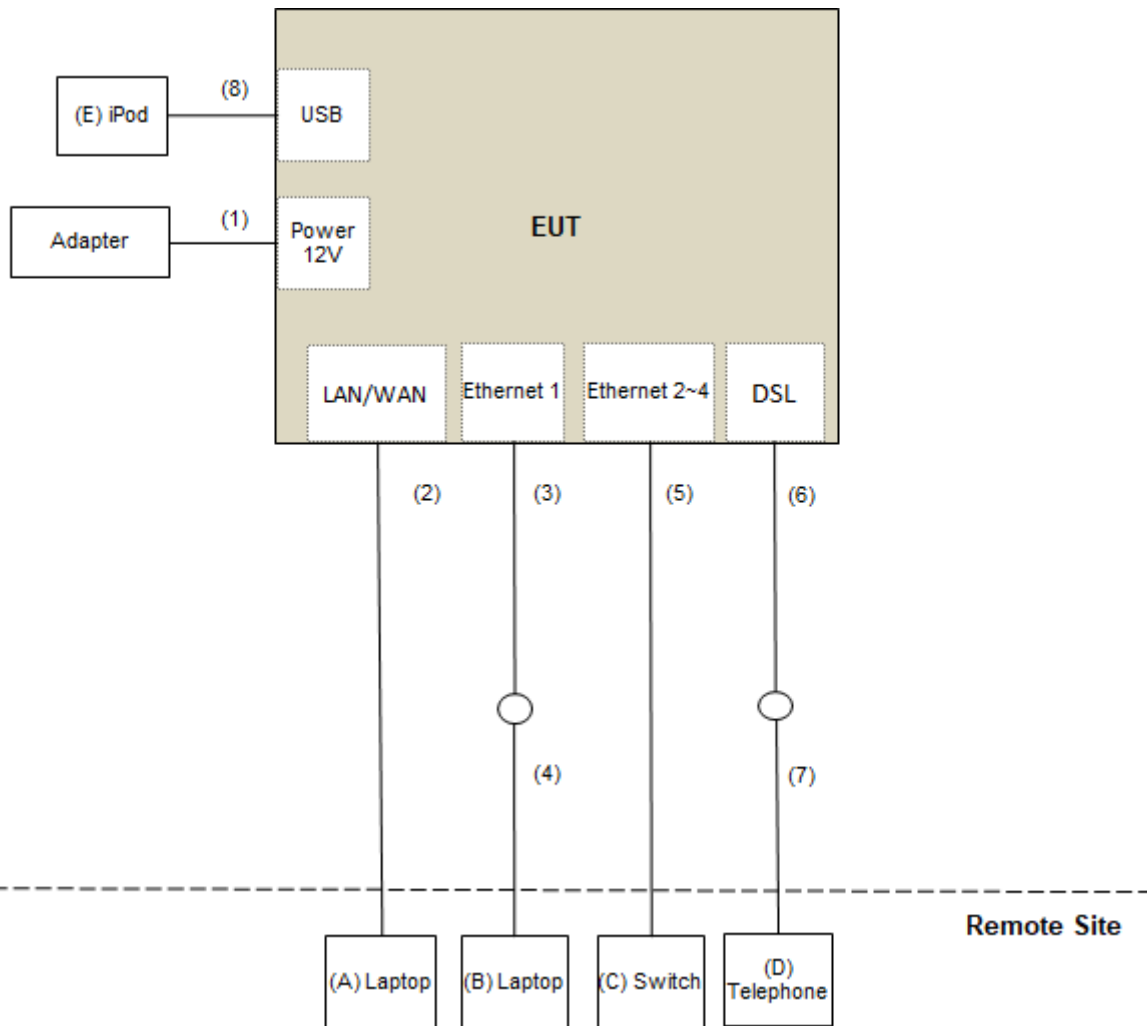 (8)
(E) iPod
USB
(1)
Adapter
Power
12V
EUT
LAN/WAN
Ethernet 1
Ethernet 2~4
DSL
(2)
(3)
(5)
(6)
(4)
(7)
Remote Site
(A) Laptop
(B) Laptop
(C) Switch
(D)
Telephone